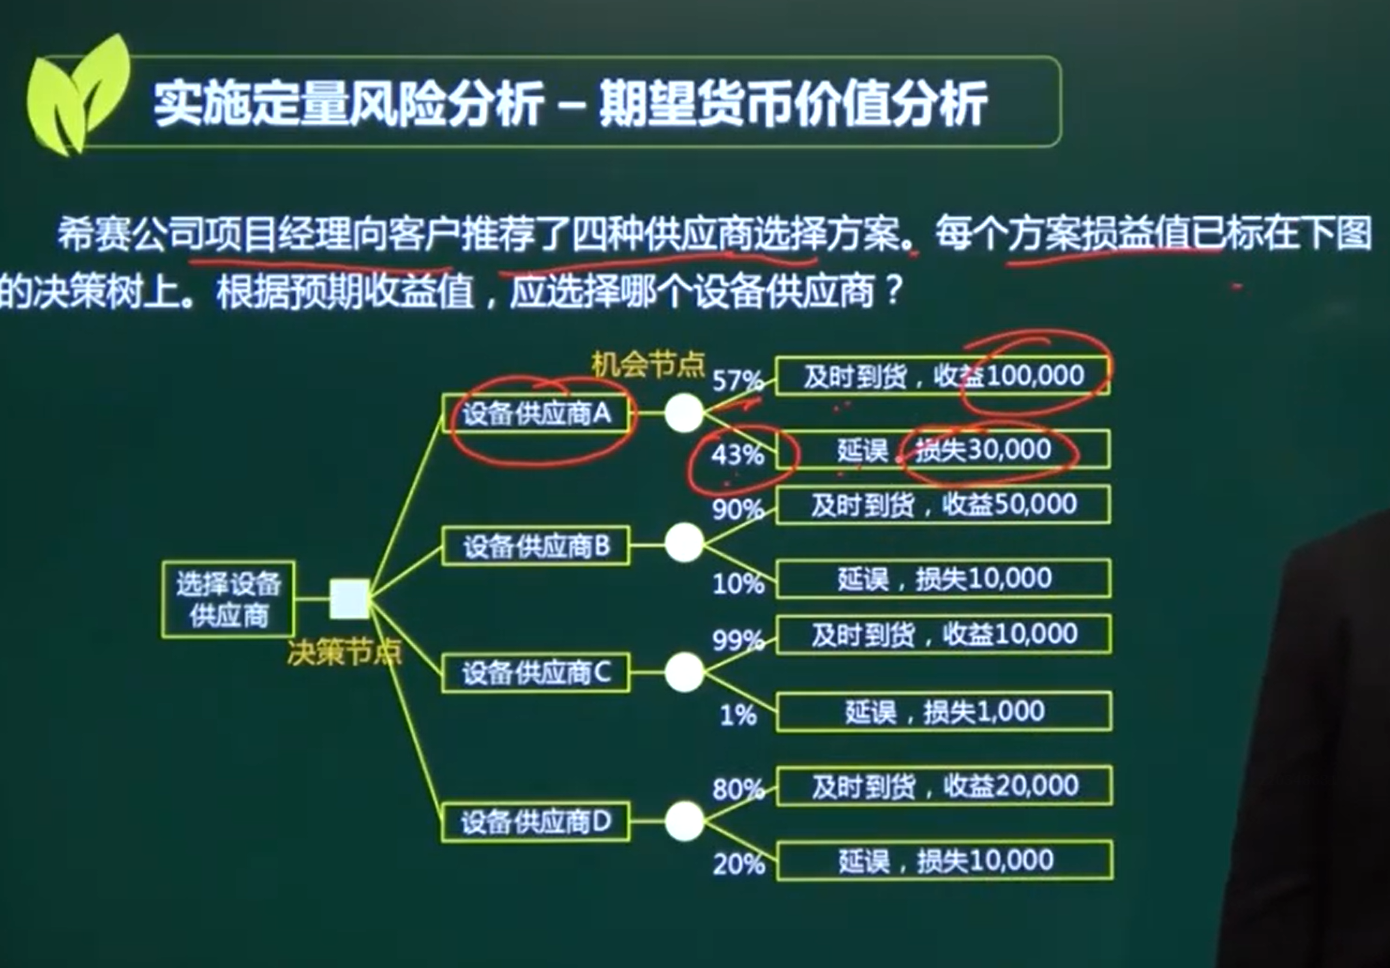 实施定量风险分析 – 期望货币价值分析
希赛公司项目经理向客户推荐了四种供应商选择方案。每个方案损益值已标在下图
的决策树上。根据预期收益值，应选择哪个设备供应商？
机会节点
57%
及时到货，收益100,000
设备供应商A
43%
延误，损失30,000
90%
及时到货，收益50,000
设备供应商B
10%
延误，损失10,000
选择设备
供应商
决策节点
99%
及时到货，收益10,000
设备供应商C
1%
延误，损失1,000
80%
及时到货，收益20,000
设备供应商D
20%
延误，损失10,000